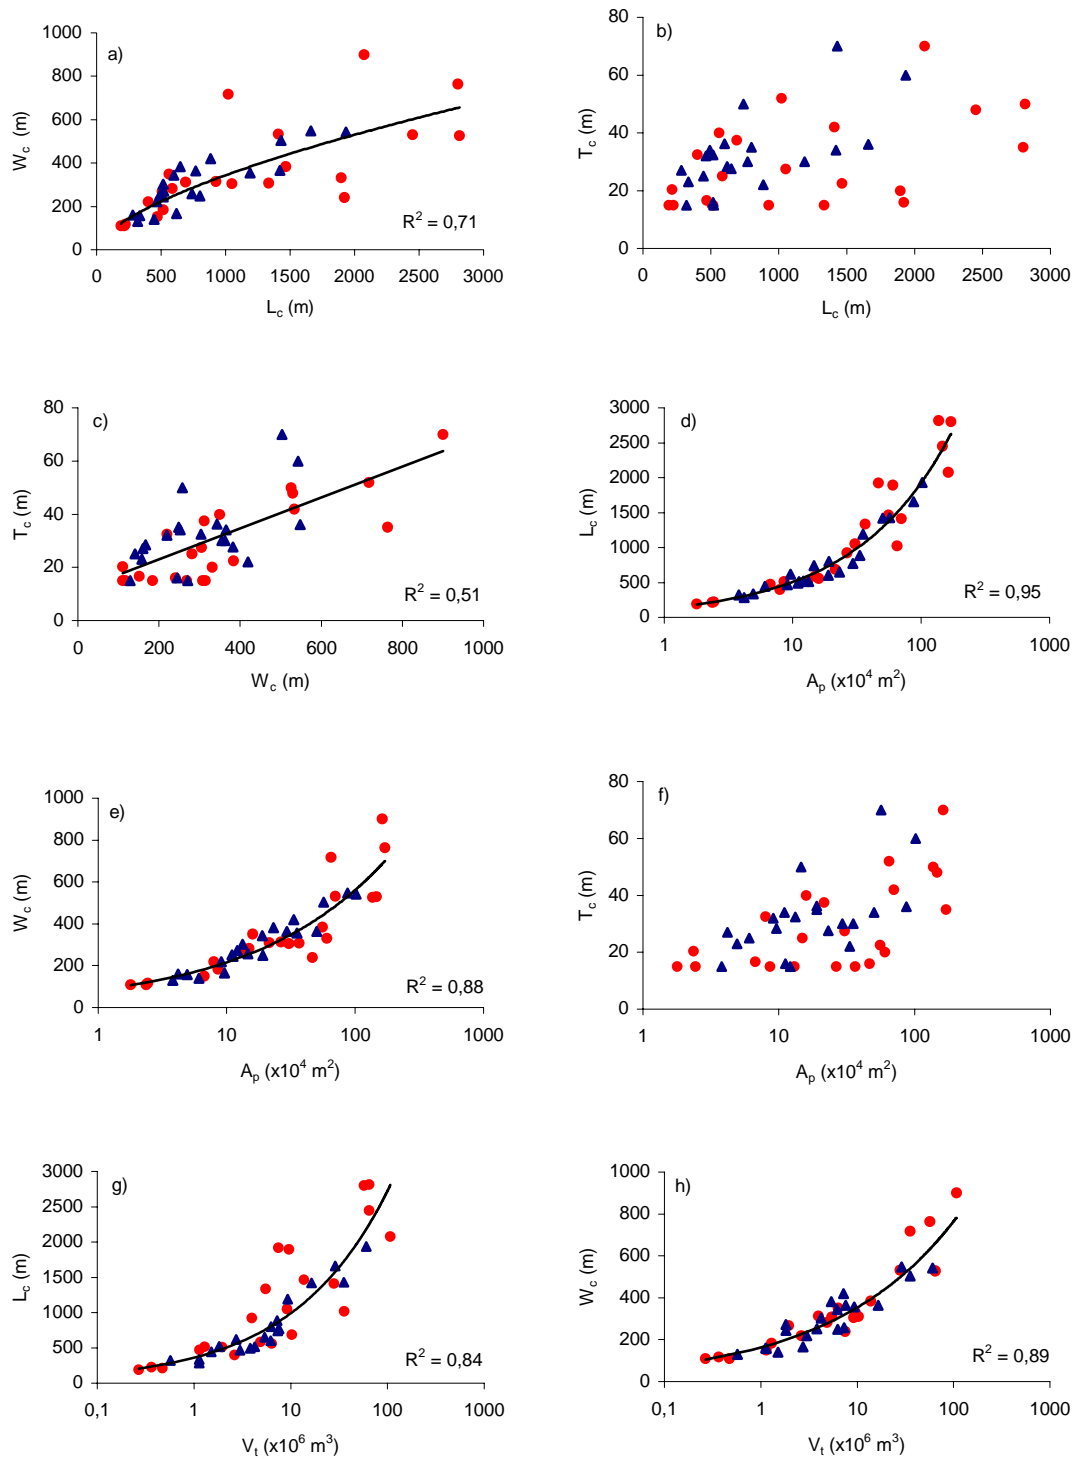 a)
1000
800
600
400
200
0
W_c (m)
R² = 0,71
0 500 1000 1500 2000 2500 3000
L_c (m)
b)
80
60
40
20
0
T_c (m)
0 500 1000 1500 2000 2500 3000
L_c (m)
c)
80
60
40
20
0
T_c (m)
R² = 0,51
0 200 400 600 800 1000
W_c (m)
d)
3000
2500
2000
1500
1000
500
0
L_c (m)
R² = 0,95
1 10 100 1000
A_p (x10⁴ m²)
e)
1000
800
600
400
200
0
W_c (m)
R² = 0,88
1 10 100 1000
A_p (x10⁴ m²)
f)
80
60
40
20
0
T_c (m)
1 10 100 1000
A_p (x10⁴ m²)
g)
3000
2500
2000
1500
1000
500
0
L_c (m)
R² = 0,84
0,1 1 10 100 1000
V_t (x10⁶ m³)
h)
1000
800
600
400
200
0
W_c (m)
R² = 0,89
0,1 1 10 100 1000
V_t (x10⁶ m³)